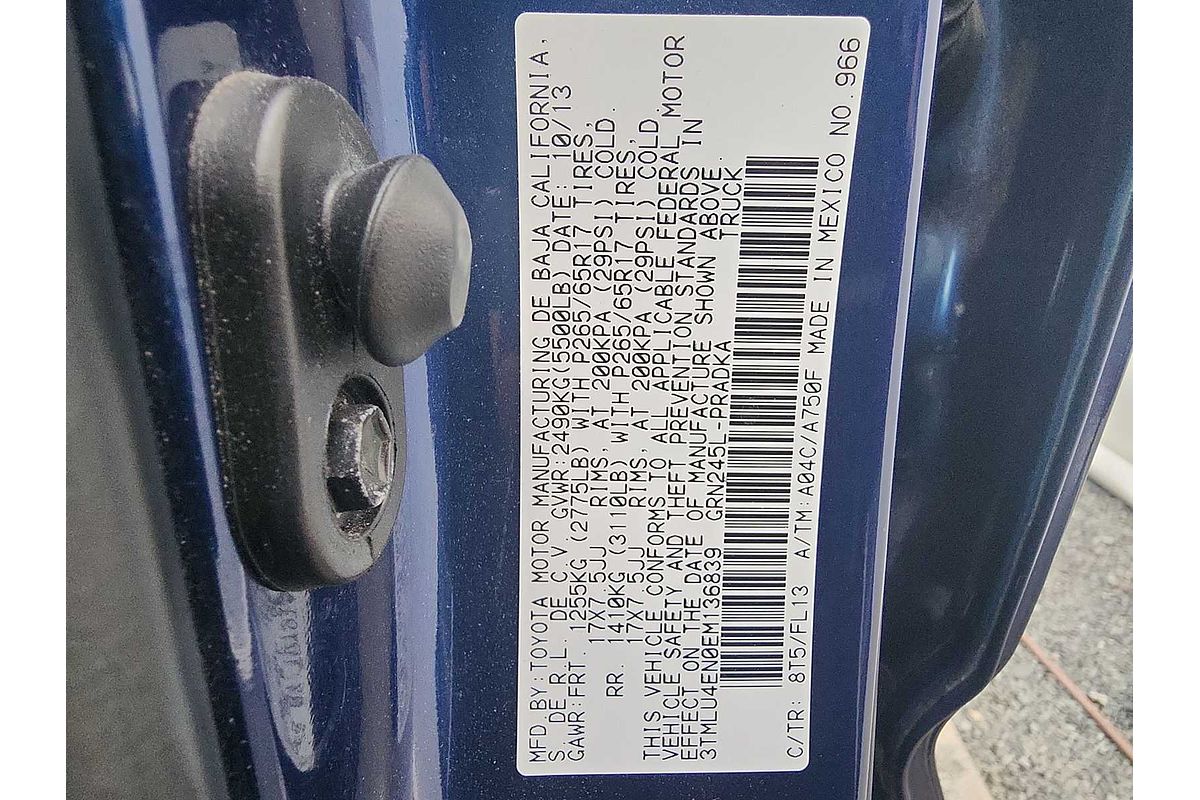 MFD.BY:TOYOTA MOTOR MANUFACTURING DE BAJA CALIFORNIA,
S. DE R.L. DE C.V. GVWR:2490KG(5500LB) DATE: 10/13
GAWR:FRT. 1255KG (2775LB) WITH P265/65R17 TIRES,
17X7.5JJ RIMS, AT 200KPA (29PSI) COLD.
RR. 1410KG (3110LB) WITH P265/65R17 TIRES,
17X7.5JJ RIMS, AT 200KPA (29PSI) COLD.
THIS VEHICLE CONFORMS TO ALL APPLICABLE FEDERAL MOTOR
VEHICLE SAFETY AND THEFT PREVENTION STANDARDS IN
EFFECT ON THE DATE OF MANUFACTURE SHOWN ABOVE.
3TMLU4EN0EM136839 GRN245L-PRADKA TRUCK
C/TR: 8T5/FL13 A/TM:A04C/A750F MADE IN MEXICO NO.966